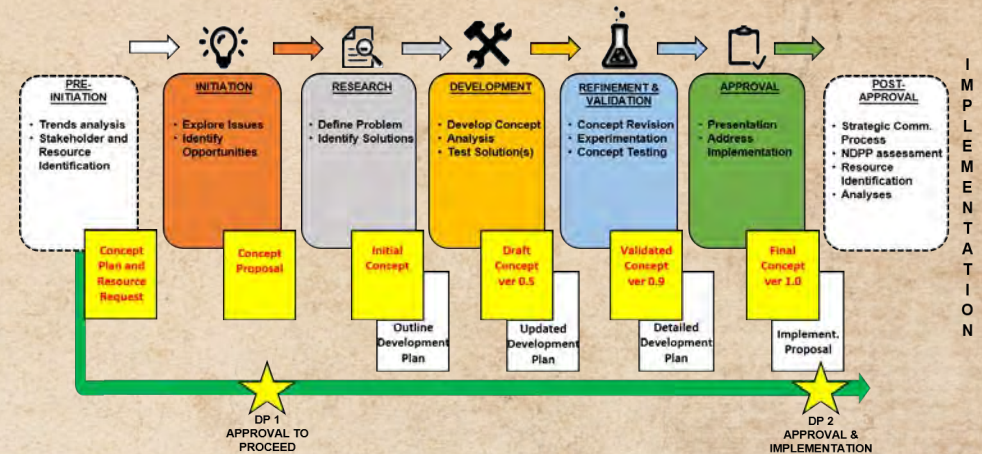 PRE-
INITIATION
• Trends analysis
• Stakeholder and
Resource
Identification
INITIATION
• Explore Issues
• Identify
Opportunities
RESEARCH
• Define Problem
• Identify Solutions
DEVELOPMENT
• Develop Concept
• Analysis
• Test Solution(s)
REFINEMENT &
VALIDATION
• Concept Revision
• Experimentation
• Concept Testing
APPROVAL
• Presentation
• Address
Implementation
POST-
APPROVAL
• Strategic Comm.
Process
• NDPP assessment
• Resource
Identification
• Analyses
IMPLEMENTATION
Concept
Plan and
Resource
Request
Concept
Proposal
Initial
Concept
Outline
Development
Plan
Draft
Concept
ver 0.5
Updated
Development
Plan
Validated
Concept
ver 0.9
Detailed
Development
Plan
Final
Concept
ver 1.0
Implement.
Proposal
DP 1
APPROVAL TO
PROCEED
DP 2
APPROVAL &
IMPLEMENTATION